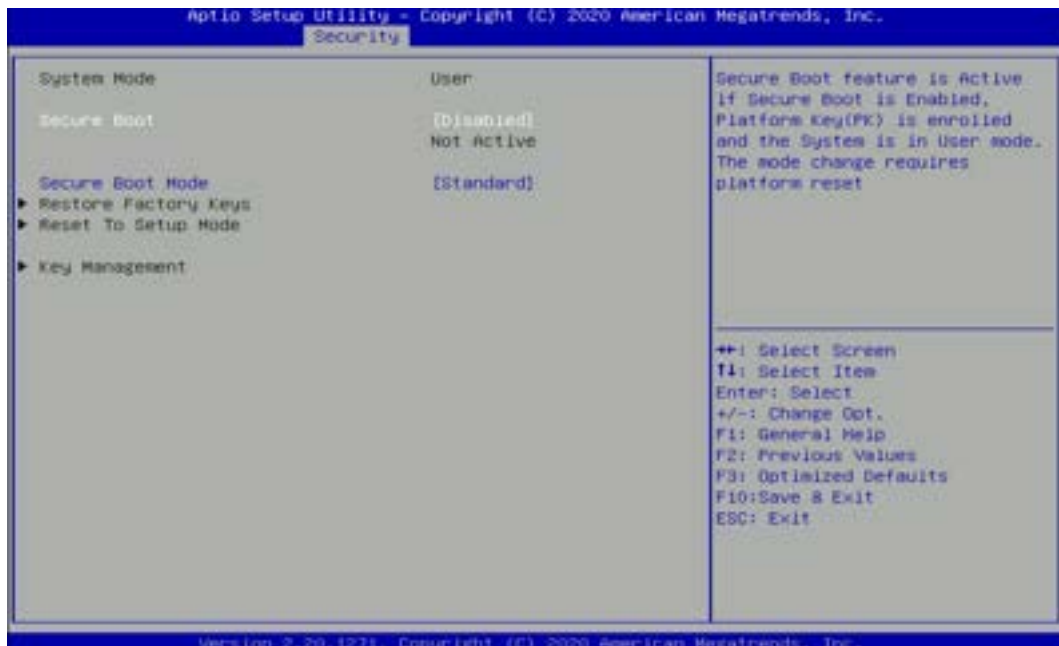 Aptio Setup Utility – Copyright (C) 2020 American Megatrends, Inc.
Security
System Mode User
Secure Boot [Disabled]
Not Active
Secure Boot Mode [Standard]
▶ Restore Factory Keys
▶ Reset To Setup Mode
▶ Key Management
Secure Boot feature is Active
if Secure Boot is Enabled,
Platform Key(PK) is enrolled
and the System is in User mode.
The mode change requires
platform reset
→←: Select Screen
↑↓: Select Item
Enter: Select
+/-: Change Opt.
F1: General Help
F2: Previous Values
F3: Optimized Defaults
F10:Save & Exit
ESC: Exit
Version 2.20.1271. Copyright (C) 2020 American Megatrends, Inc.